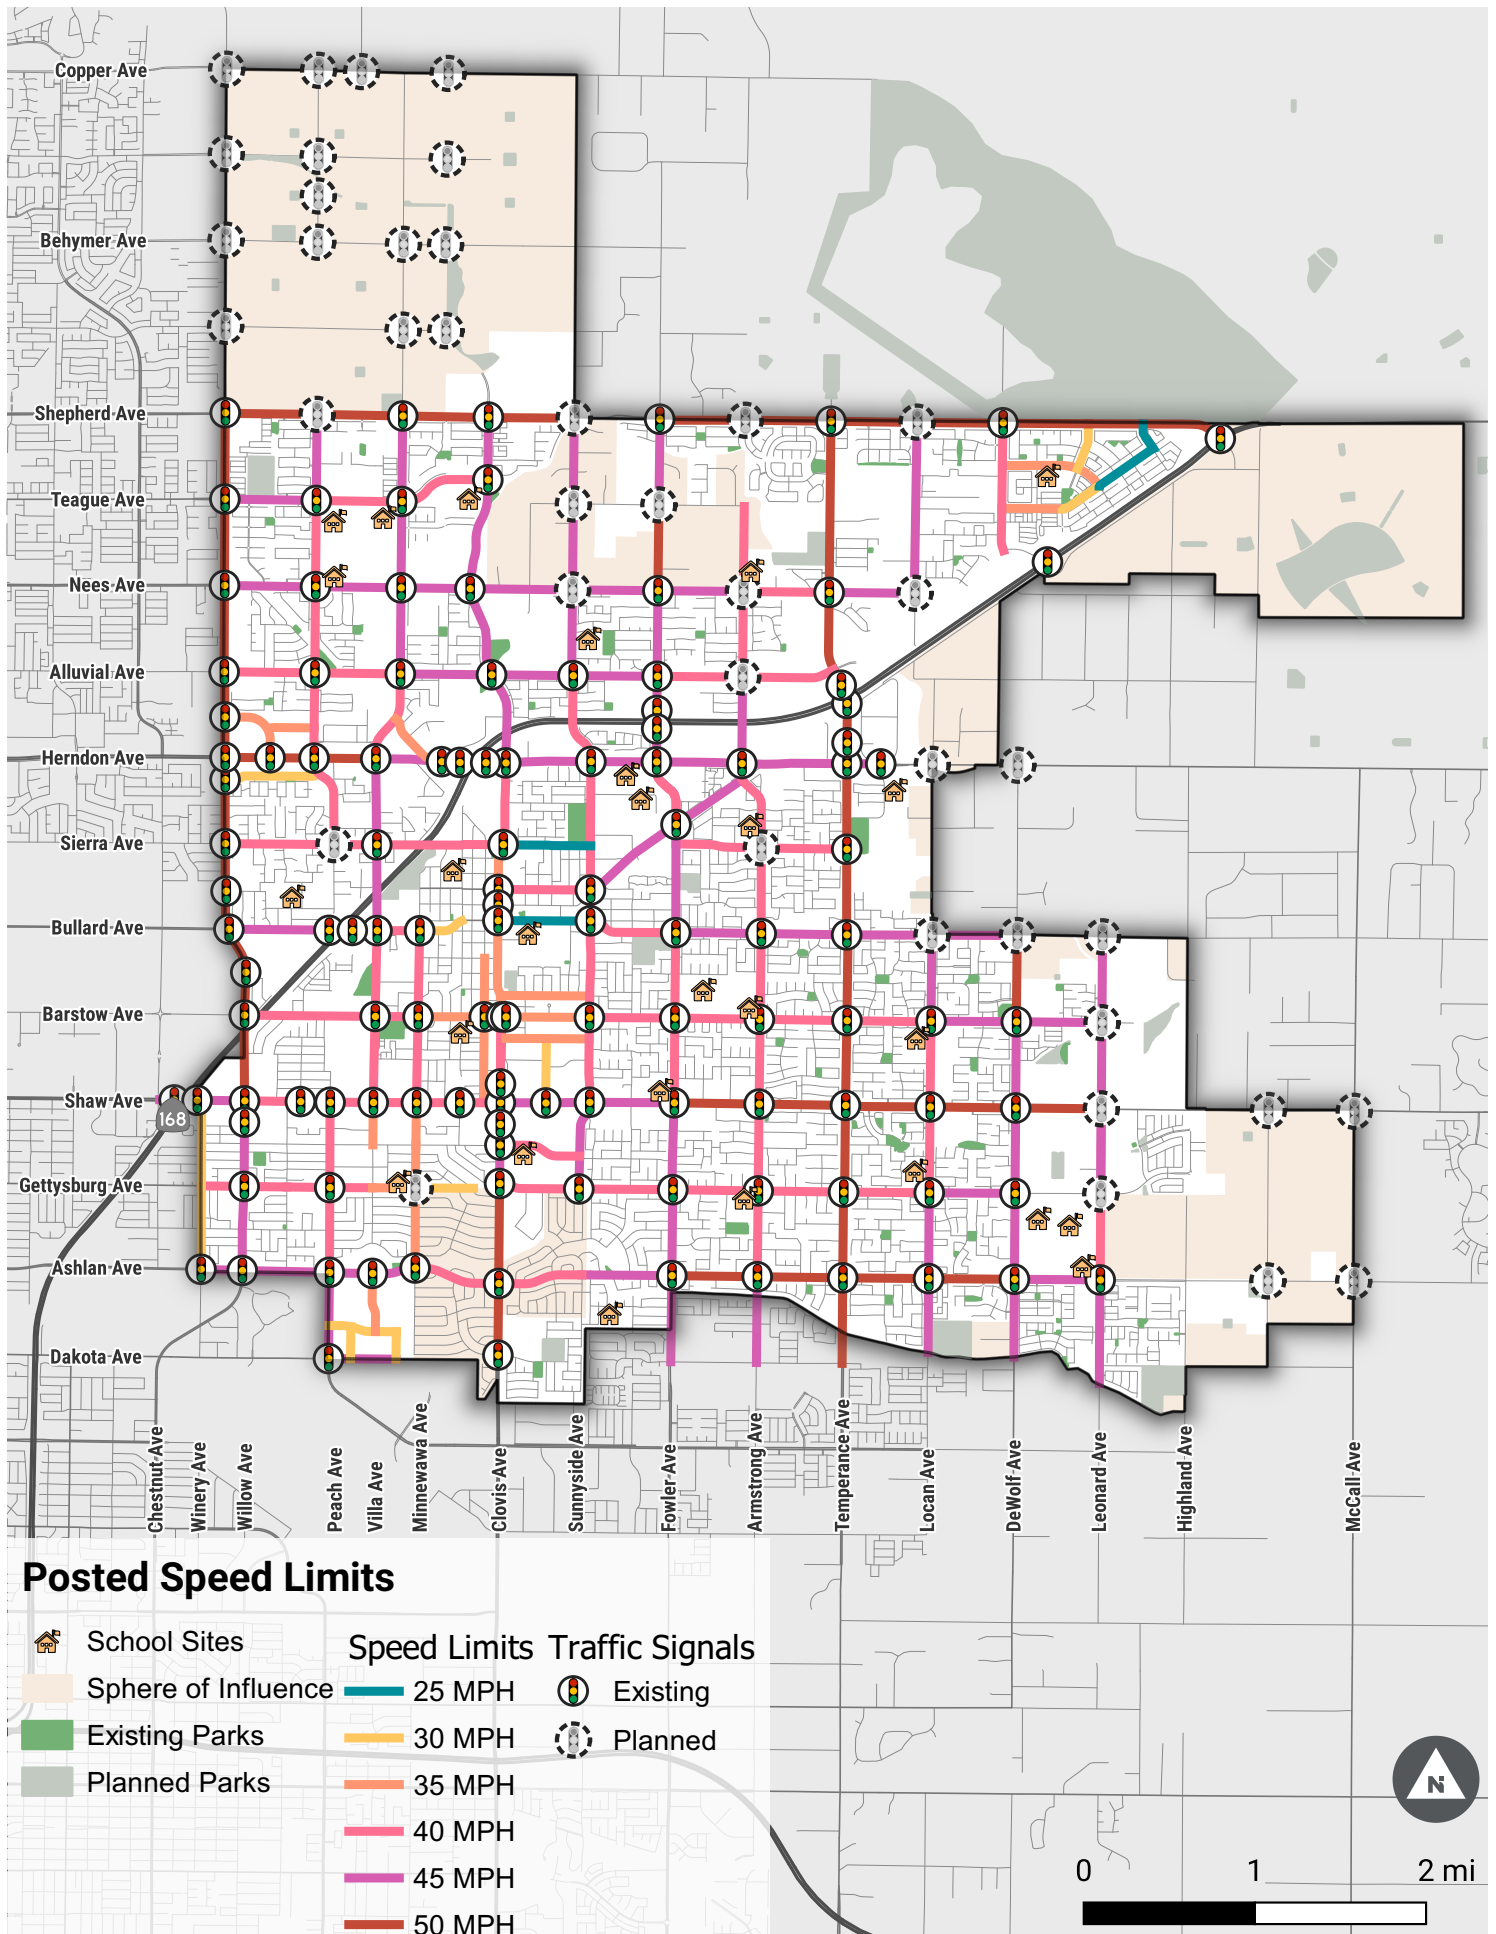 Copper Ave
Behymer Ave
Shepherd Ave
Teague Ave
Nees Ave
Alluvial Ave
Herndon Ave
Sierra Ave
Bullard Ave
Barstow Ave
Shaw Ave
168
Gettysburg Ave
Ashlan Ave
Dakota Ave
Chestnut Ave
Winery Ave
Willow Ave
Peach Ave
Villa Ave
Minnewawa Ave
Clovis Ave
Sunnyside Ave
Fowler Ave
Armstrong Ave
Temperance Ave
Locan Ave
DeWolf Ave
Leonard Ave
Highland Ave
McCall Ave
Posted Speed Limits
School Sites
Sphere of Influence
Existing Parks
Planned Parks
Speed Limits
25 MPH
30 MPH
35 MPH
40 MPH
45 MPH
50 MPH
Traffic Signals
Existing
Planned
N
0 1 2 mi